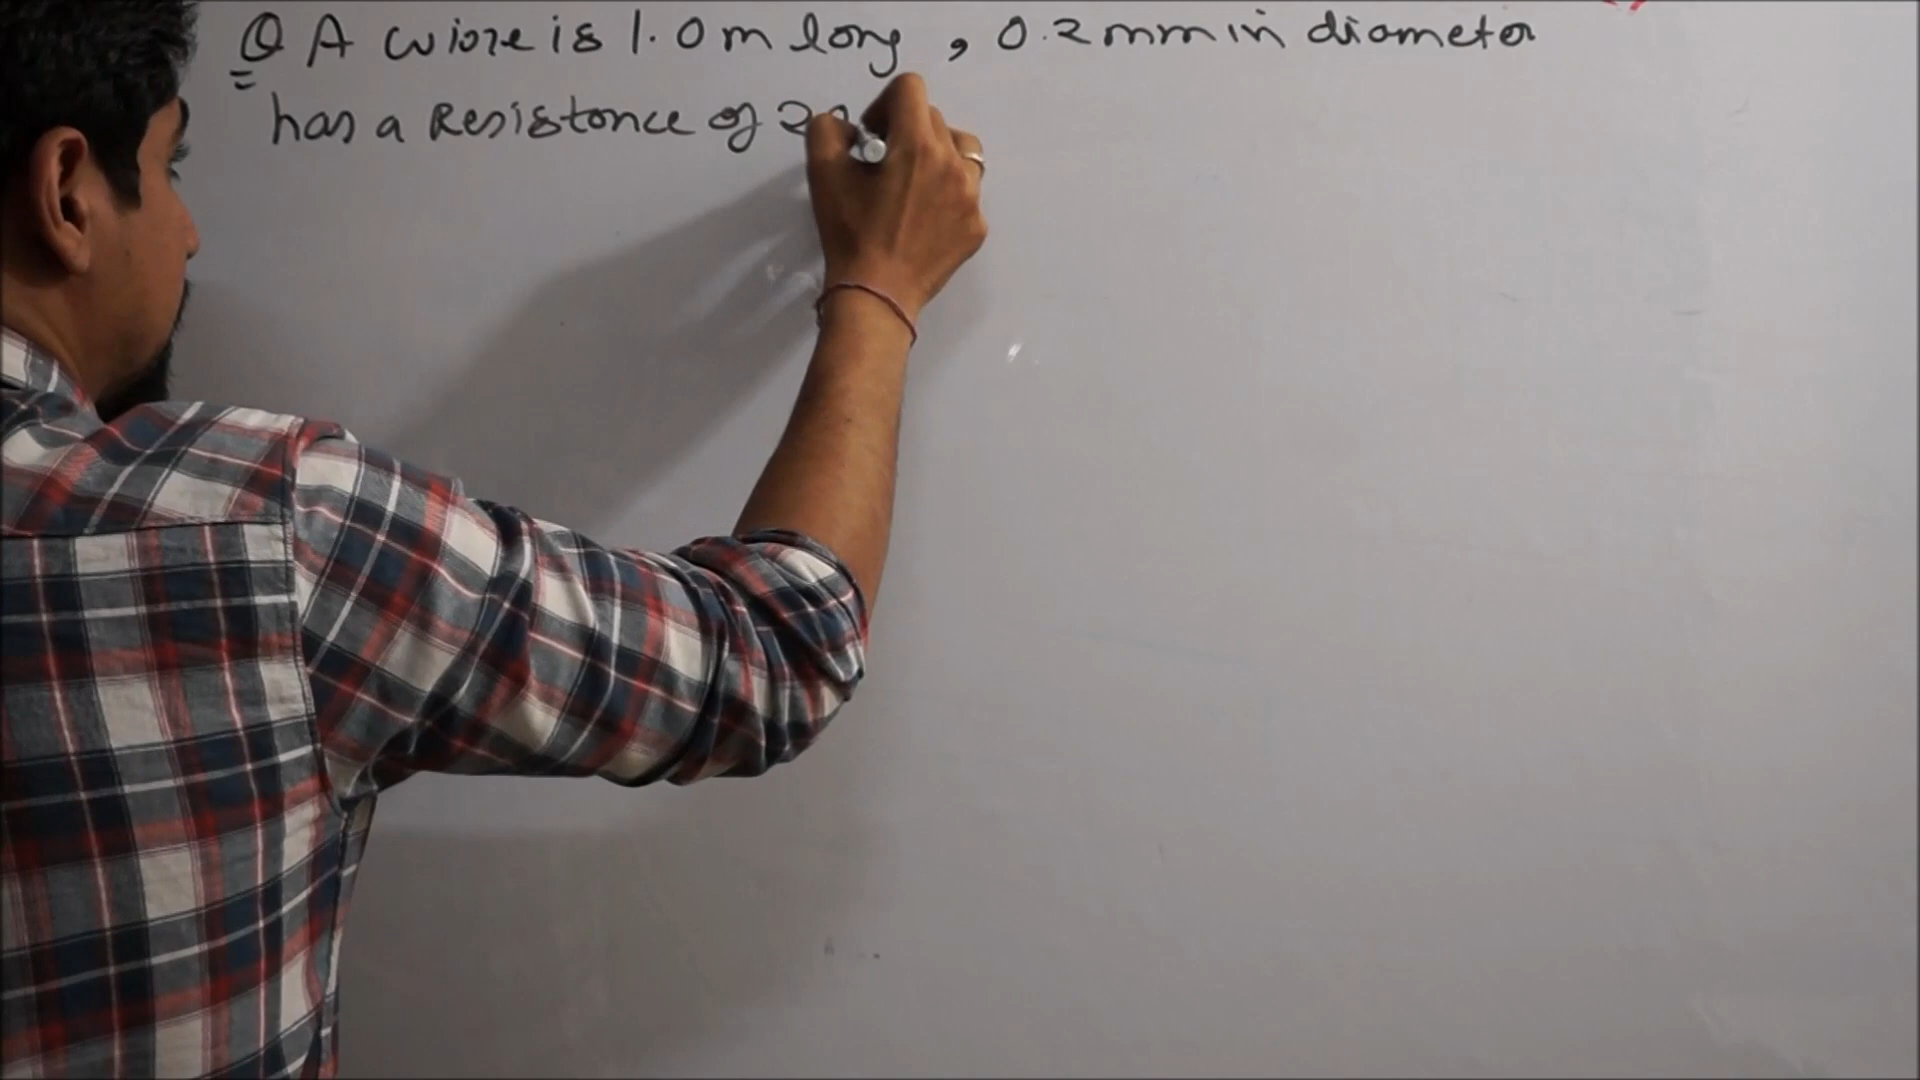 Q A wire is 1.0 m long, 0.2 mm in diameter
has a Resistance of